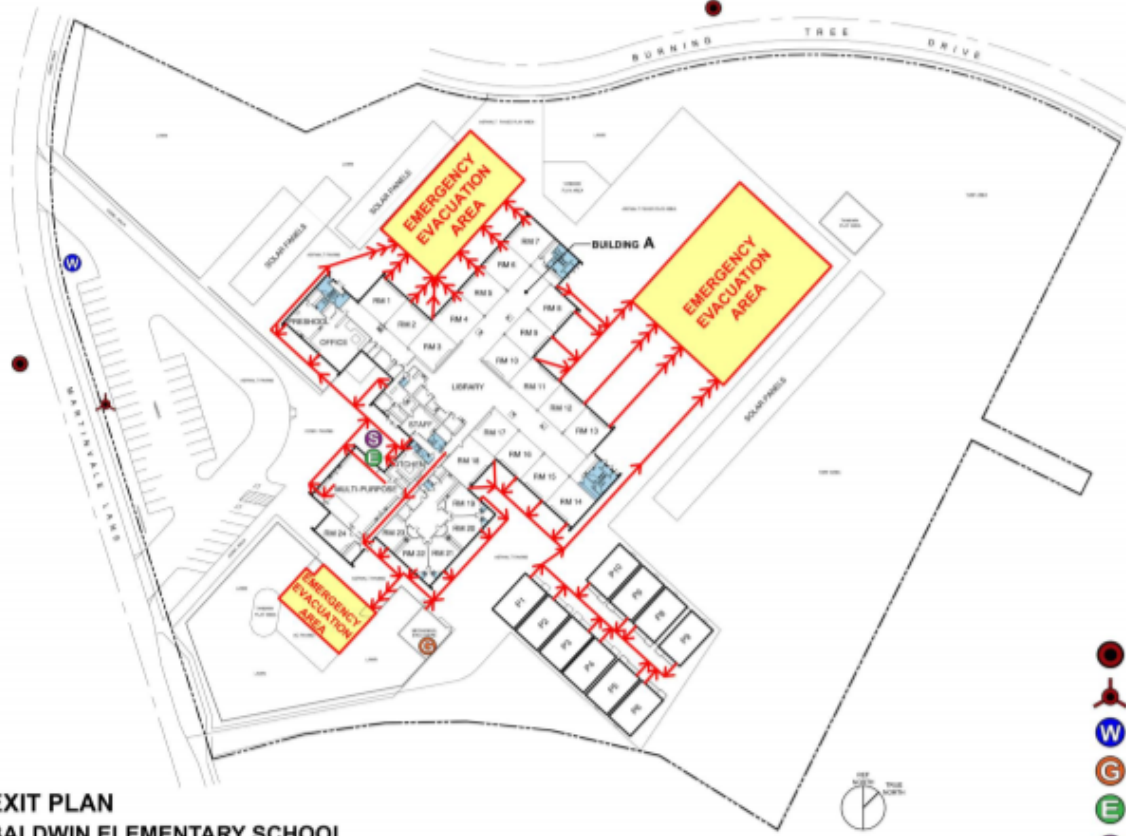 BURNING TREE DRIVE
SOLAR PANELS
SOLAR PANELS
EMERGENCY
EVACUATION
AREA
BUILDING A
EMERGENCY
EVACUATION
AREA
SOLAR PANELS
W
MARTINVALE LANE
RM 7
RM 6
RM 5
RM 4
RM 1
RM 2
RM 3
OFFICE
RM 8
RM 9
RM 10
RM 11
RM 12
RM 13
LIBRARY
STAFF
RM 17
RM 16
RM 15
RM 14
RM 18
S
E
KITCHEN
MULTI-PURPOSE
RM 19
RM 20
RM 21
RM 22
RM 23
RM 24
EMERGENCY
EVACUATION
AREA
G
P1
P2
P3
P4
P5
P6
P10
P9
P8
P9
REF
NORTH
TRUE
NORTH
W
G
E
EXIT PLAN
BALDWIN ELEMENTARY SCHOOL